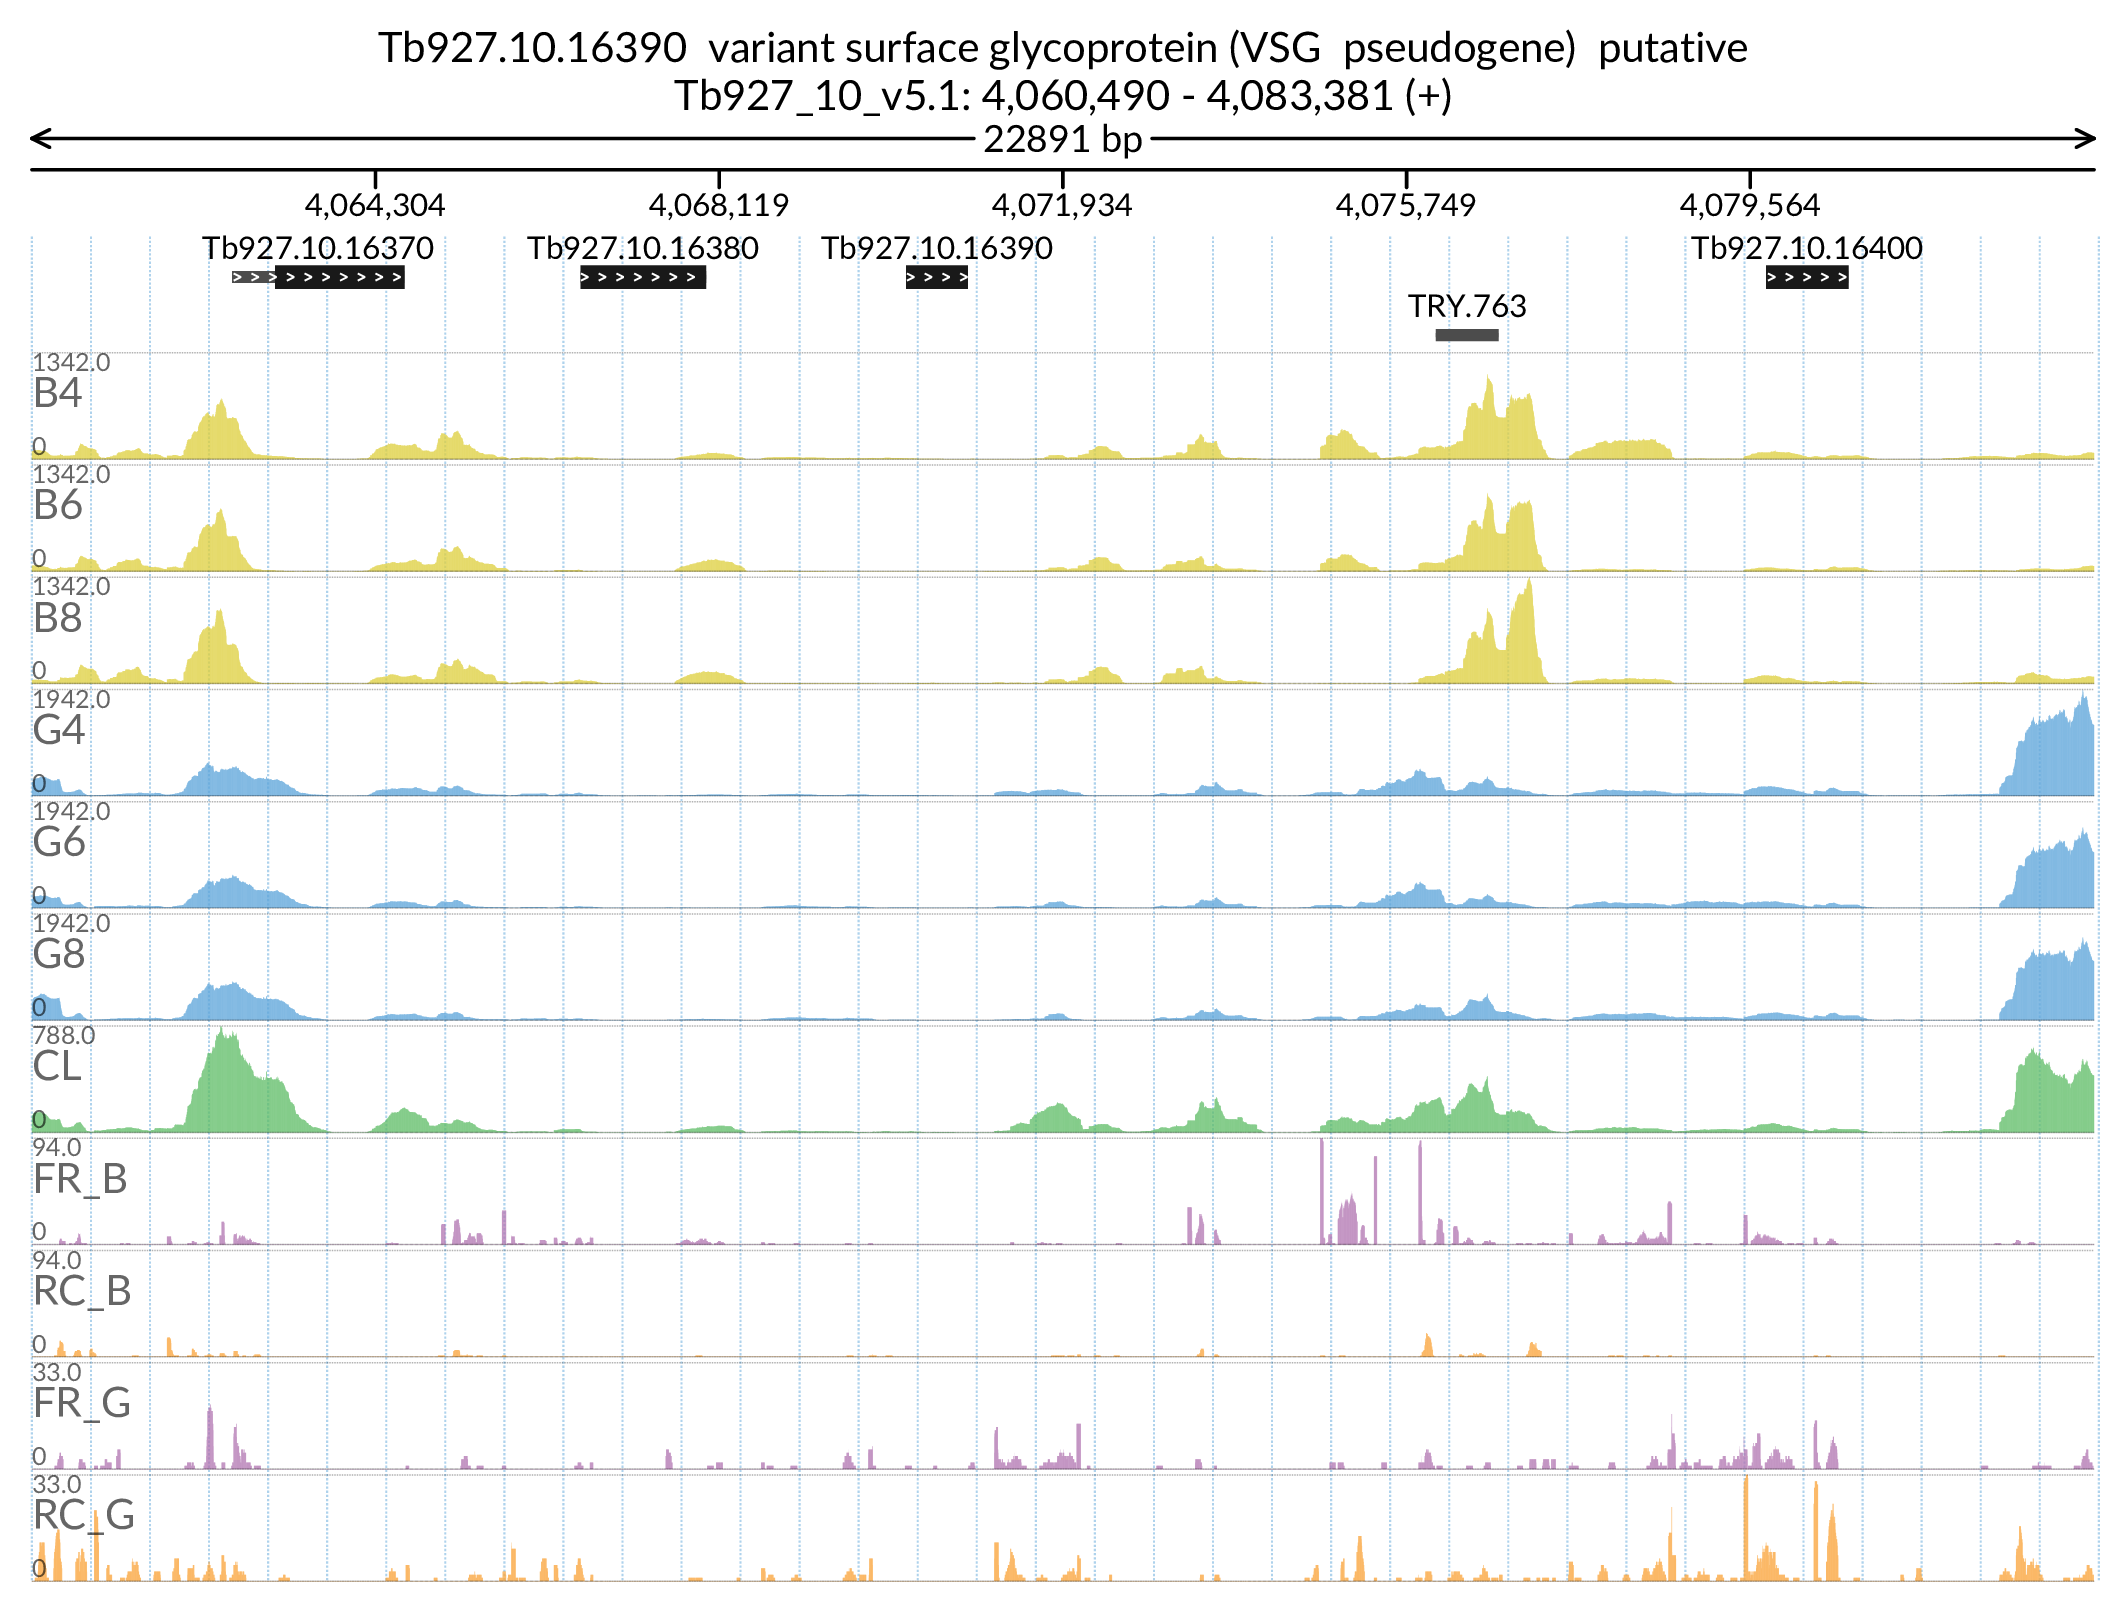 Tb927.10.16390  variant surface glycoprotein (VSG  pseudogene)  putative
Tb927_10_v5.1: 4,060,490 - 4,083,381 (+)
22891 bp
4,064,304 4,068,119 4,071,934 4,075,749 4,079,564
Tb927.10.16370 Tb927.10.16380 Tb927.10.16390 Tb927.10.16400
TRY.763
1342.0
B4
0
1342.0
B6
0
1342.0
B8
0
1942.0
G4
0
1942.0
G6
0
1942.0
G8
0
788.0
CL
0
94.0
FR_B
0
94.0
RC_B
0
33.0
FR_G
0
33.0
RC_G
0